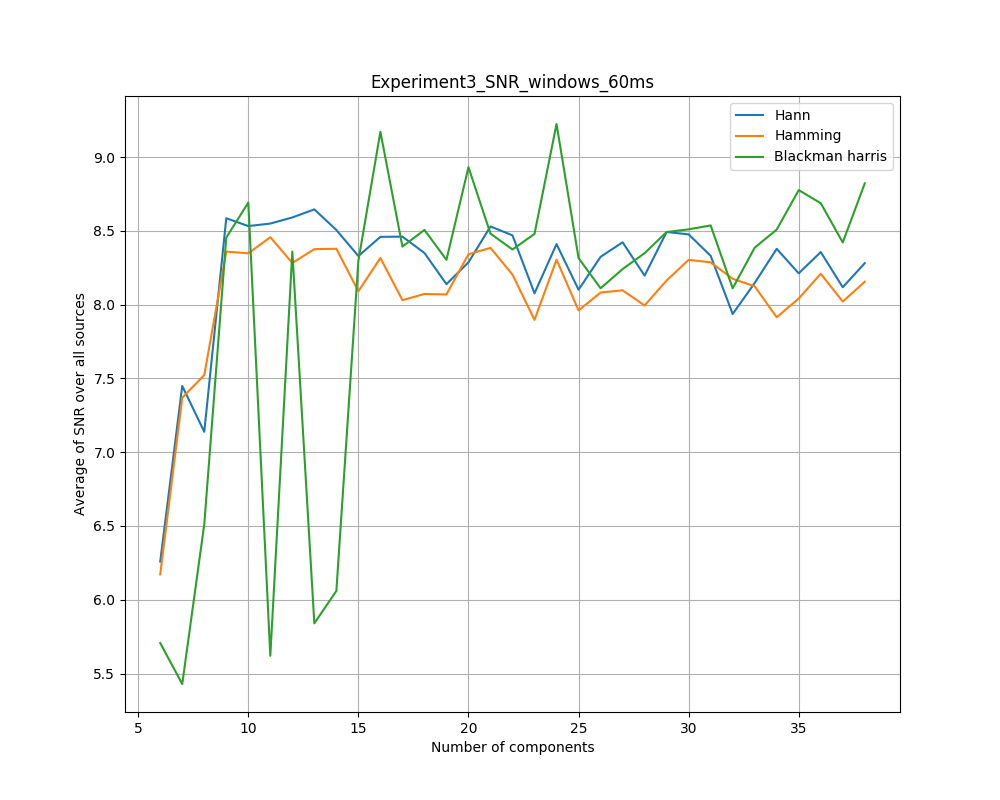 Experiment3_SNR_windows_60ms
Hann
Hamming
Blackman harris
Average of SNR over all sources
9.0
8.5
8.0
7.5
7.0
6.5
6.0
5.5
5 10 15 20 25 30 35
Number of components